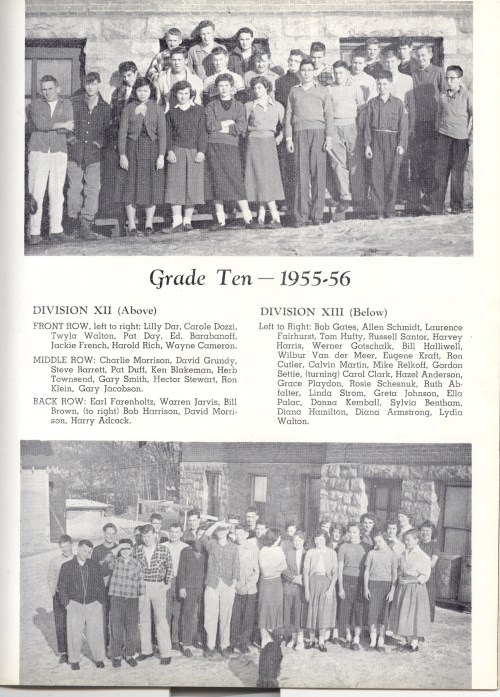 Grade Ten — 1955-56
DIVISION XII (Above)
FRONT ROW, left to right: Lilly Dar, Carole Dozzi,
Twyla Walton, Pat Day, Ed. Barabanoff,
Jackie French, Harold Rich, Wayne Cameron.
MIDDLE ROW: Charlie Morrison, David Grundy,
Steve Barrett, Pat Duff, Ken Blakeman, Herb
Townsend, Gary Smith, Hector Stewart, Ron
Klein, Gary Jacobson.
BACK ROW: Earl Farenholtz, Warren Jarvis, Bill
Brown, (to right) Bob Harrison, David Morri-
son, Harry Adcock.
DIVISION XIII (Below)
Left to Right: Bob Gates, Allen Schmidt, Laurence
Fairhurst, Tom Hufty, Russell Santor, Harvey
Harris, Werner Gotschalk, Bill Halliwell,
Wilbur Van der Meer, Eugene Kraft, Ron
Cutler, Calvin Martin, Mike Relkoff, Gordon
Settie, (turning) Carol Clark, Hazel Anderson,
Grace Playdon, Rosie Schesnuk, Ruth Ab-
falter, Linda Strom, Greta Johnson, Ella
Palac, Donna Kemball, Sylvia Bentham,
Diana Hamilton, Diana Armstrong, Lydia
Walton.